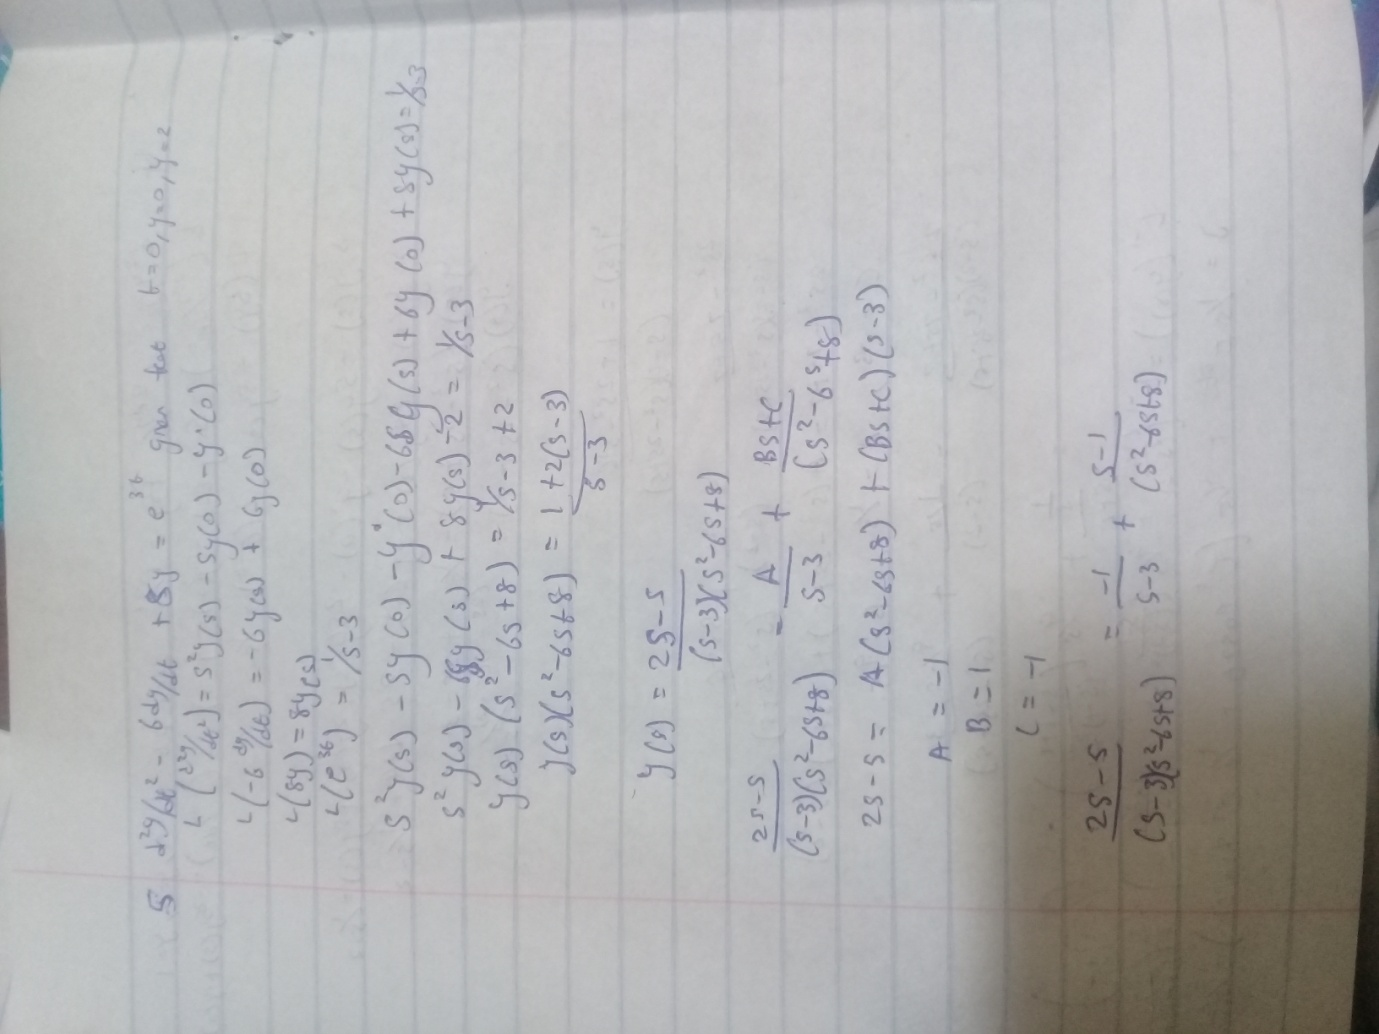 5 d²y/dt² - 6dy/dt + 8y = e^3t given that t=0, y=0, y'=2
L(d²y/dt²) = s²y(s) - sy(0) - y'(0)
L(-6 dy/dt) = -6y(s) + 6y(0)
L(8y) = 8y(s)
L(e^3t) = 1/s-3
s²y(s) - sy(0) - y'(0) - 6sy(s) + 6y(0) + 8y(s) = 1/s-3
s²y(s) - 6sy(s) + 8y(s) - 2 = 1/s-3
y(s) (s² - 6s + 8) = 1/s-3 + 2
y(s)(s² - 6s + 8) = 1 + 2(s-3)
s-3
y(s) = 2s - 5
(s-3)(s² - 6s + 8)
2s-5 = A + Bs+C
(s-3)(s² - 6s + 8) s-3 (s² - 6s + 8)
2s - 5 = A(s² - 6s + 8) + (Bs + C)(s-3)
A = -1
B = 1
C = -1
2s - 5 = -1 + s-1
(s-3)(s² - 6s + 8) s-3 (s² - 6s + 8)